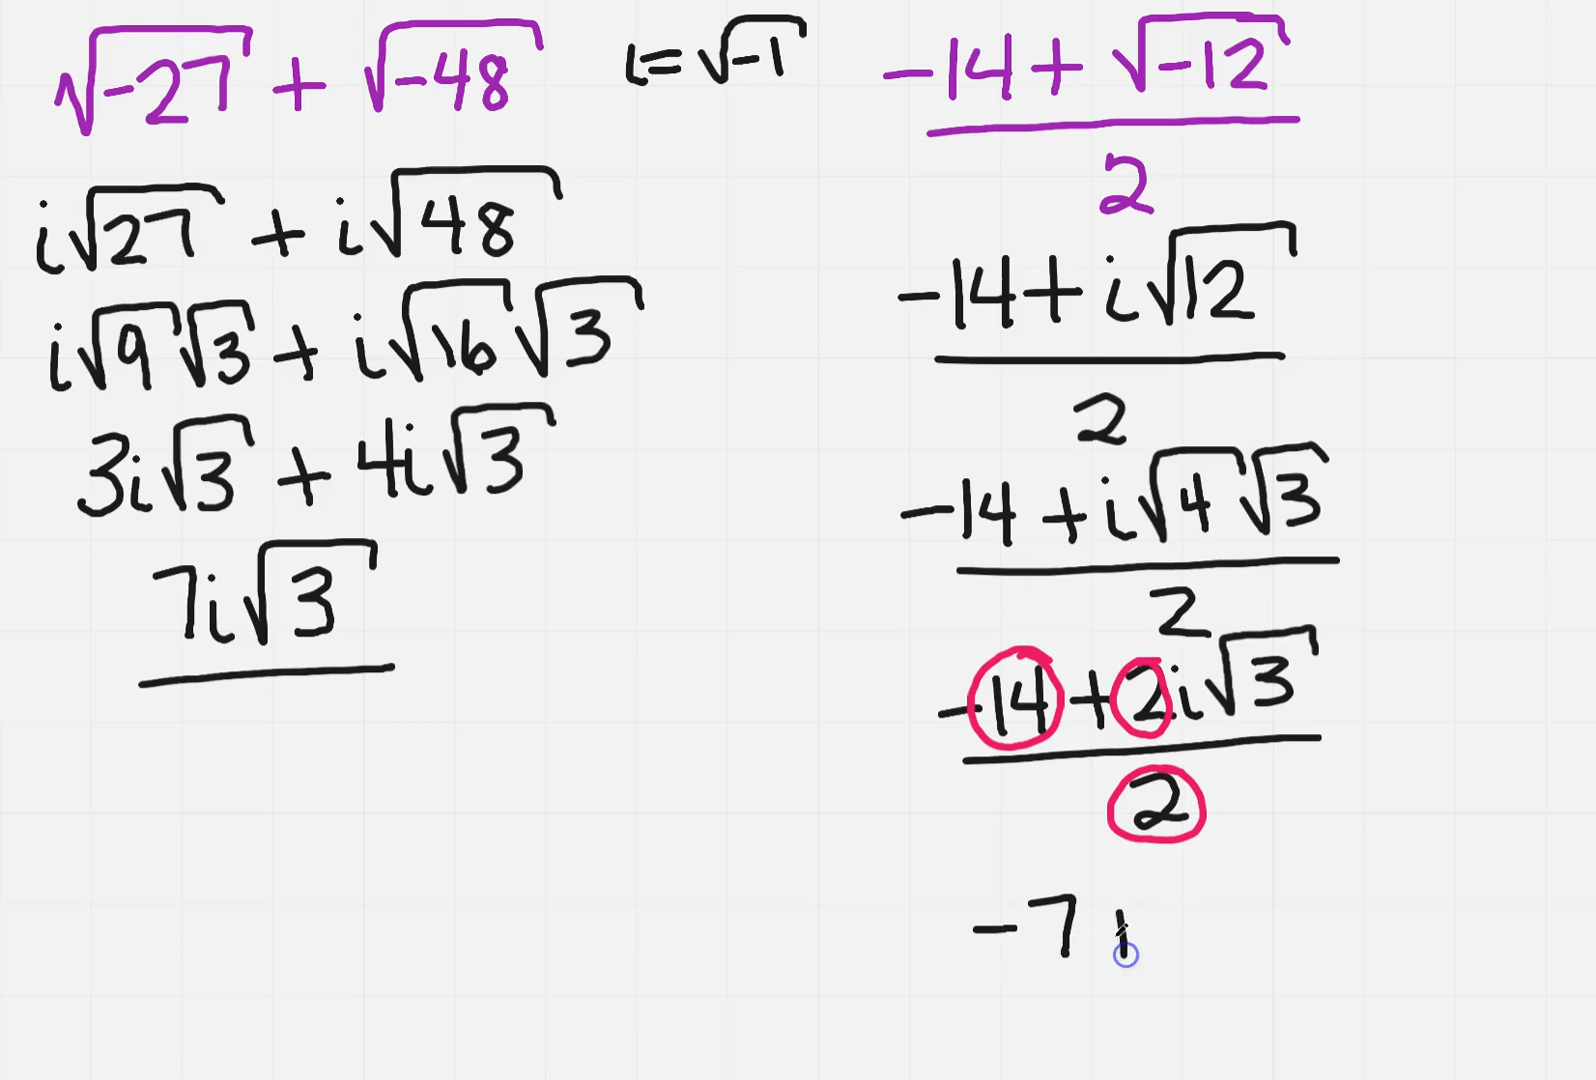 √-27 + √-48
i = √-1
i√27 + i√48
i√9 √3 + i√16 √3
3i√3 + 4i√3
7i√3
-14 + √-12
2
-14 + i√12
2
-14 + i√4 √3
2
-14 + 2i√3
2
-7